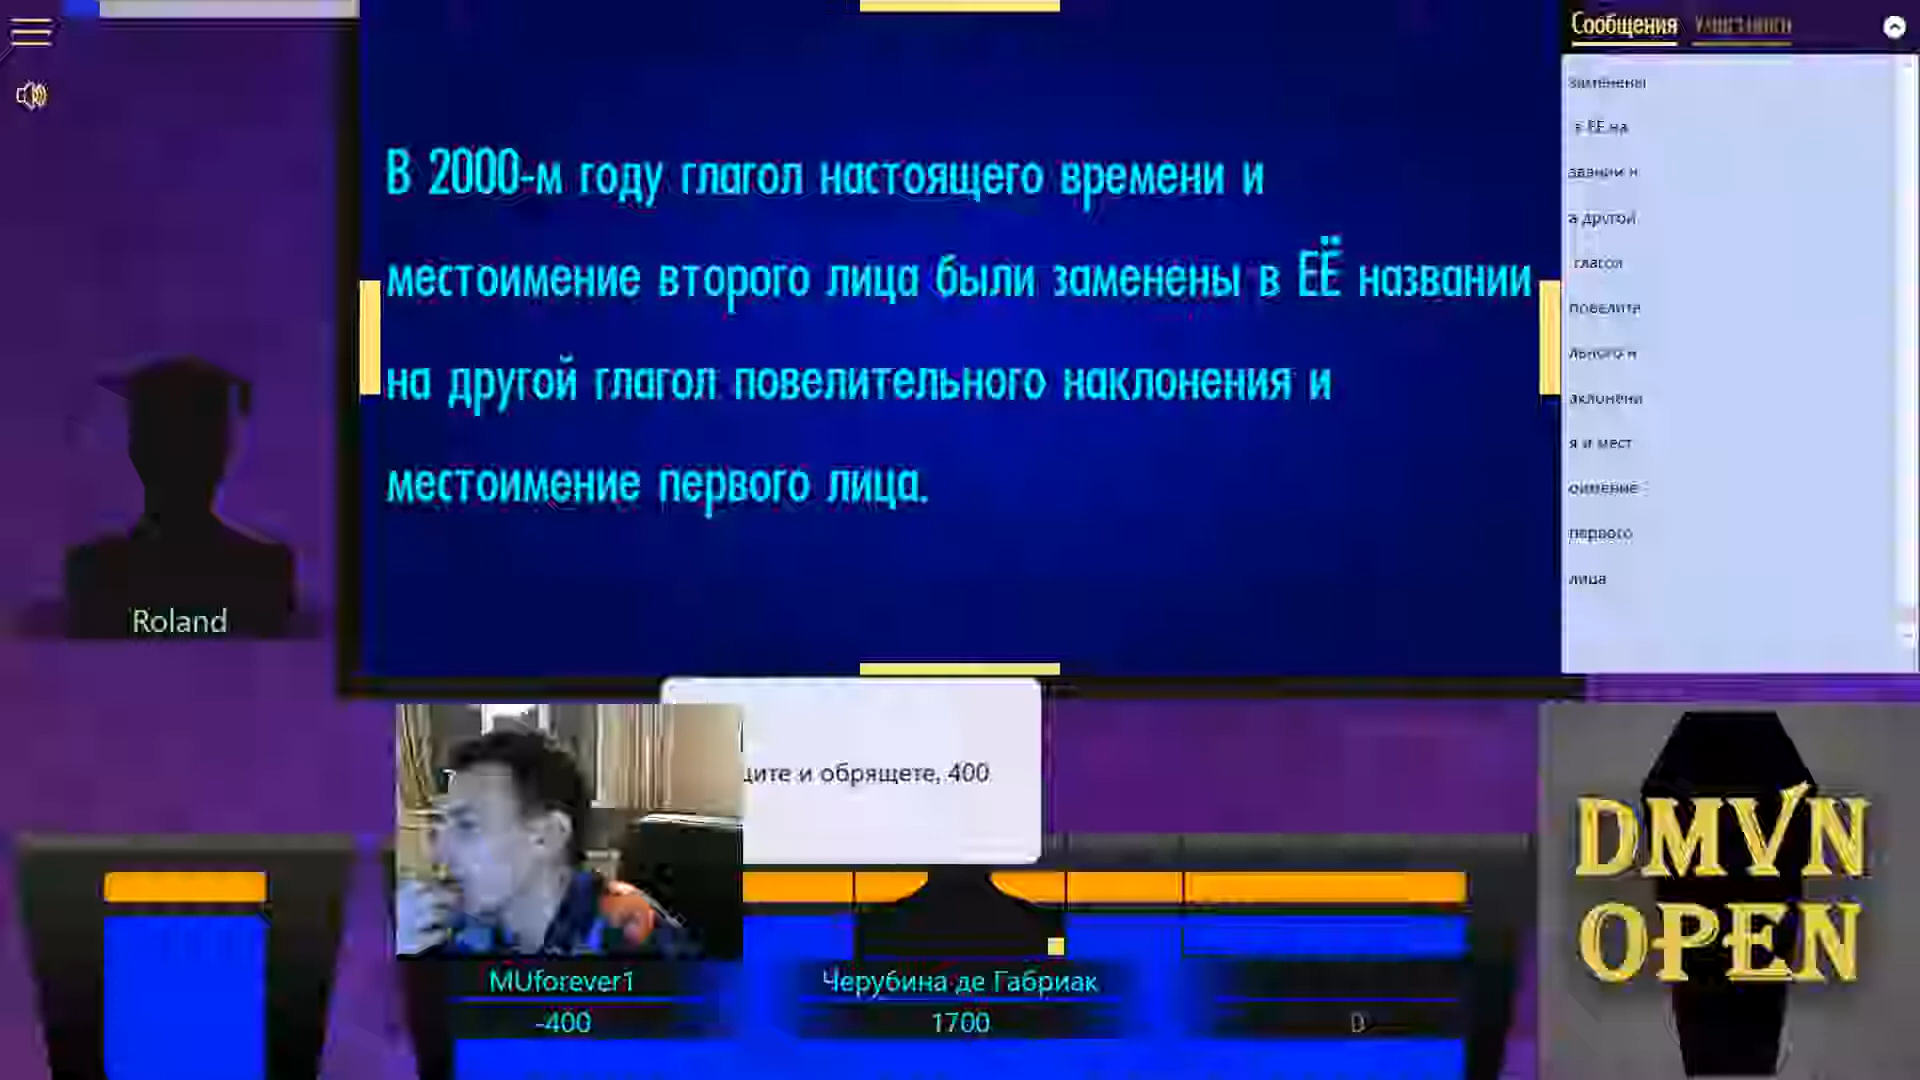 Сообщения
В 2000-м году глагол настоящего времени и
местоимение второго лица были заменены в ЕЁ названии
на другой глагол повелительного наклонения и
местоимение первого лица.
заменены
в ЕЁ на
звании н
а другой
глагол
повелите
льного н
аклонени
я и мест
оимение
первого
лица
Roland
щите и обрящете, 400
DMVN
OPEN
MUforever1
-400
Черубина де Габриак
1700
0